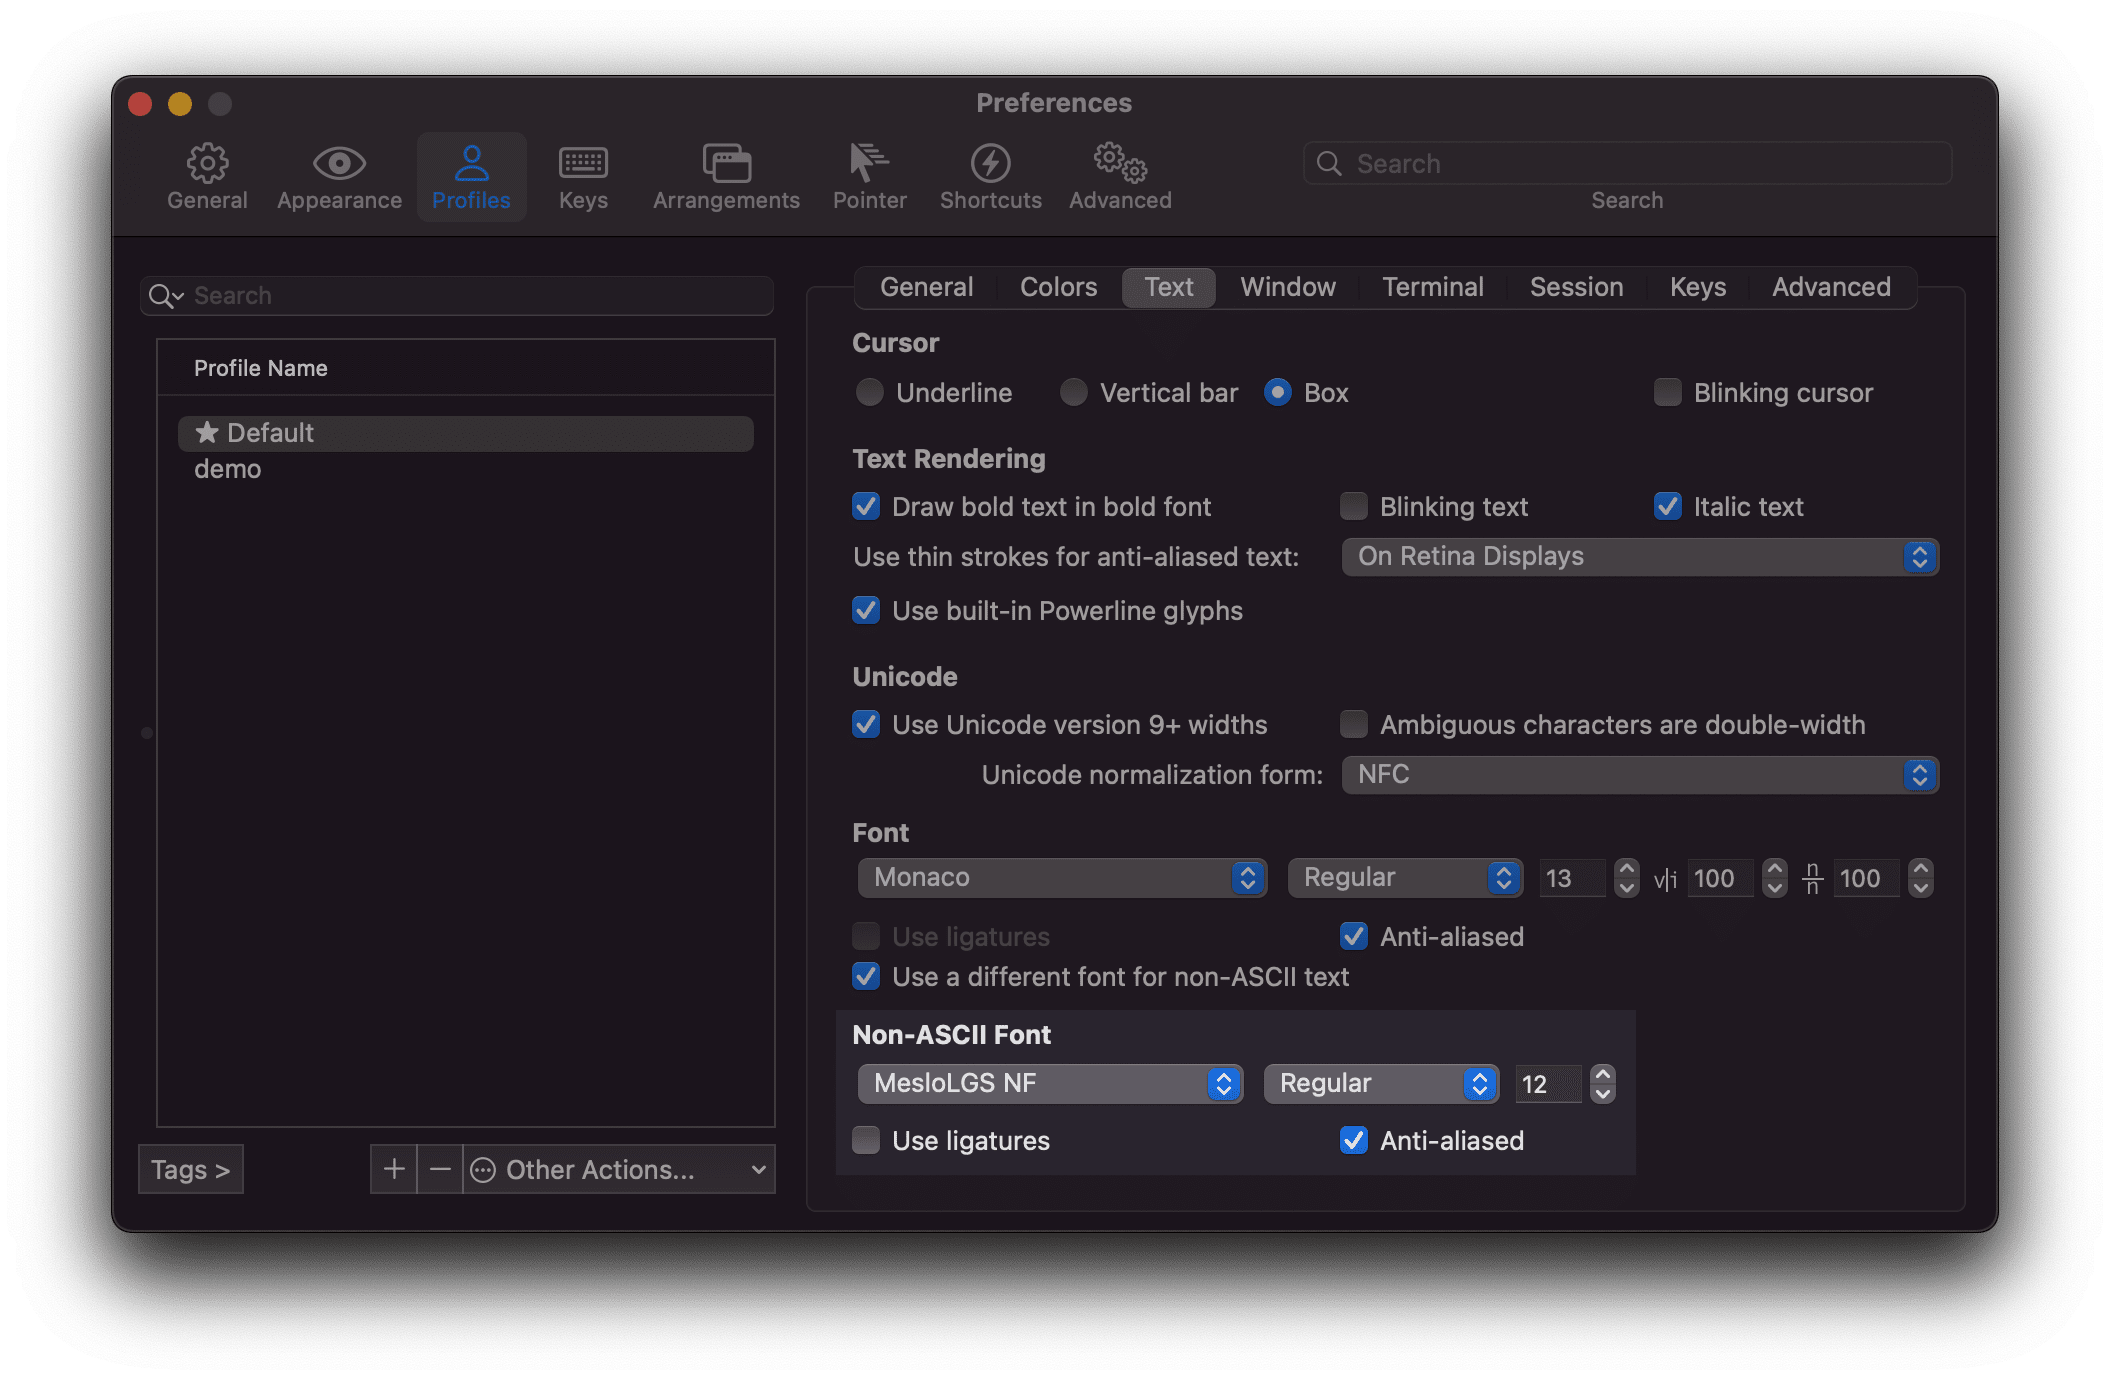 Preferences
General Appearance Profiles Keys Arrangements Pointer Shortcuts Advanced Search
Search
Search
Profile Name
Default
demo
Tags >
+ − Other Actions...
General Colors Text Window Terminal Session Keys Advanced
Cursor
Underline Vertical bar Box Blinking cursor
Text Rendering
Draw bold text in bold font Blinking text Italic text
Use thin strokes for anti-aliased text: On Retina Displays
Use built-in Powerline glyphs
Unicode
Use Unicode version 9+ widths Ambiguous characters are double-width
Unicode normalization form: NFC
Font
Monaco Regular 13 v|i 100 n/n 100
Use ligatures Anti-aliased
Use a different font for non-ASCII text
Non-ASCII Font
MesloLGS NF Regular 12
Use ligatures Anti-aliased